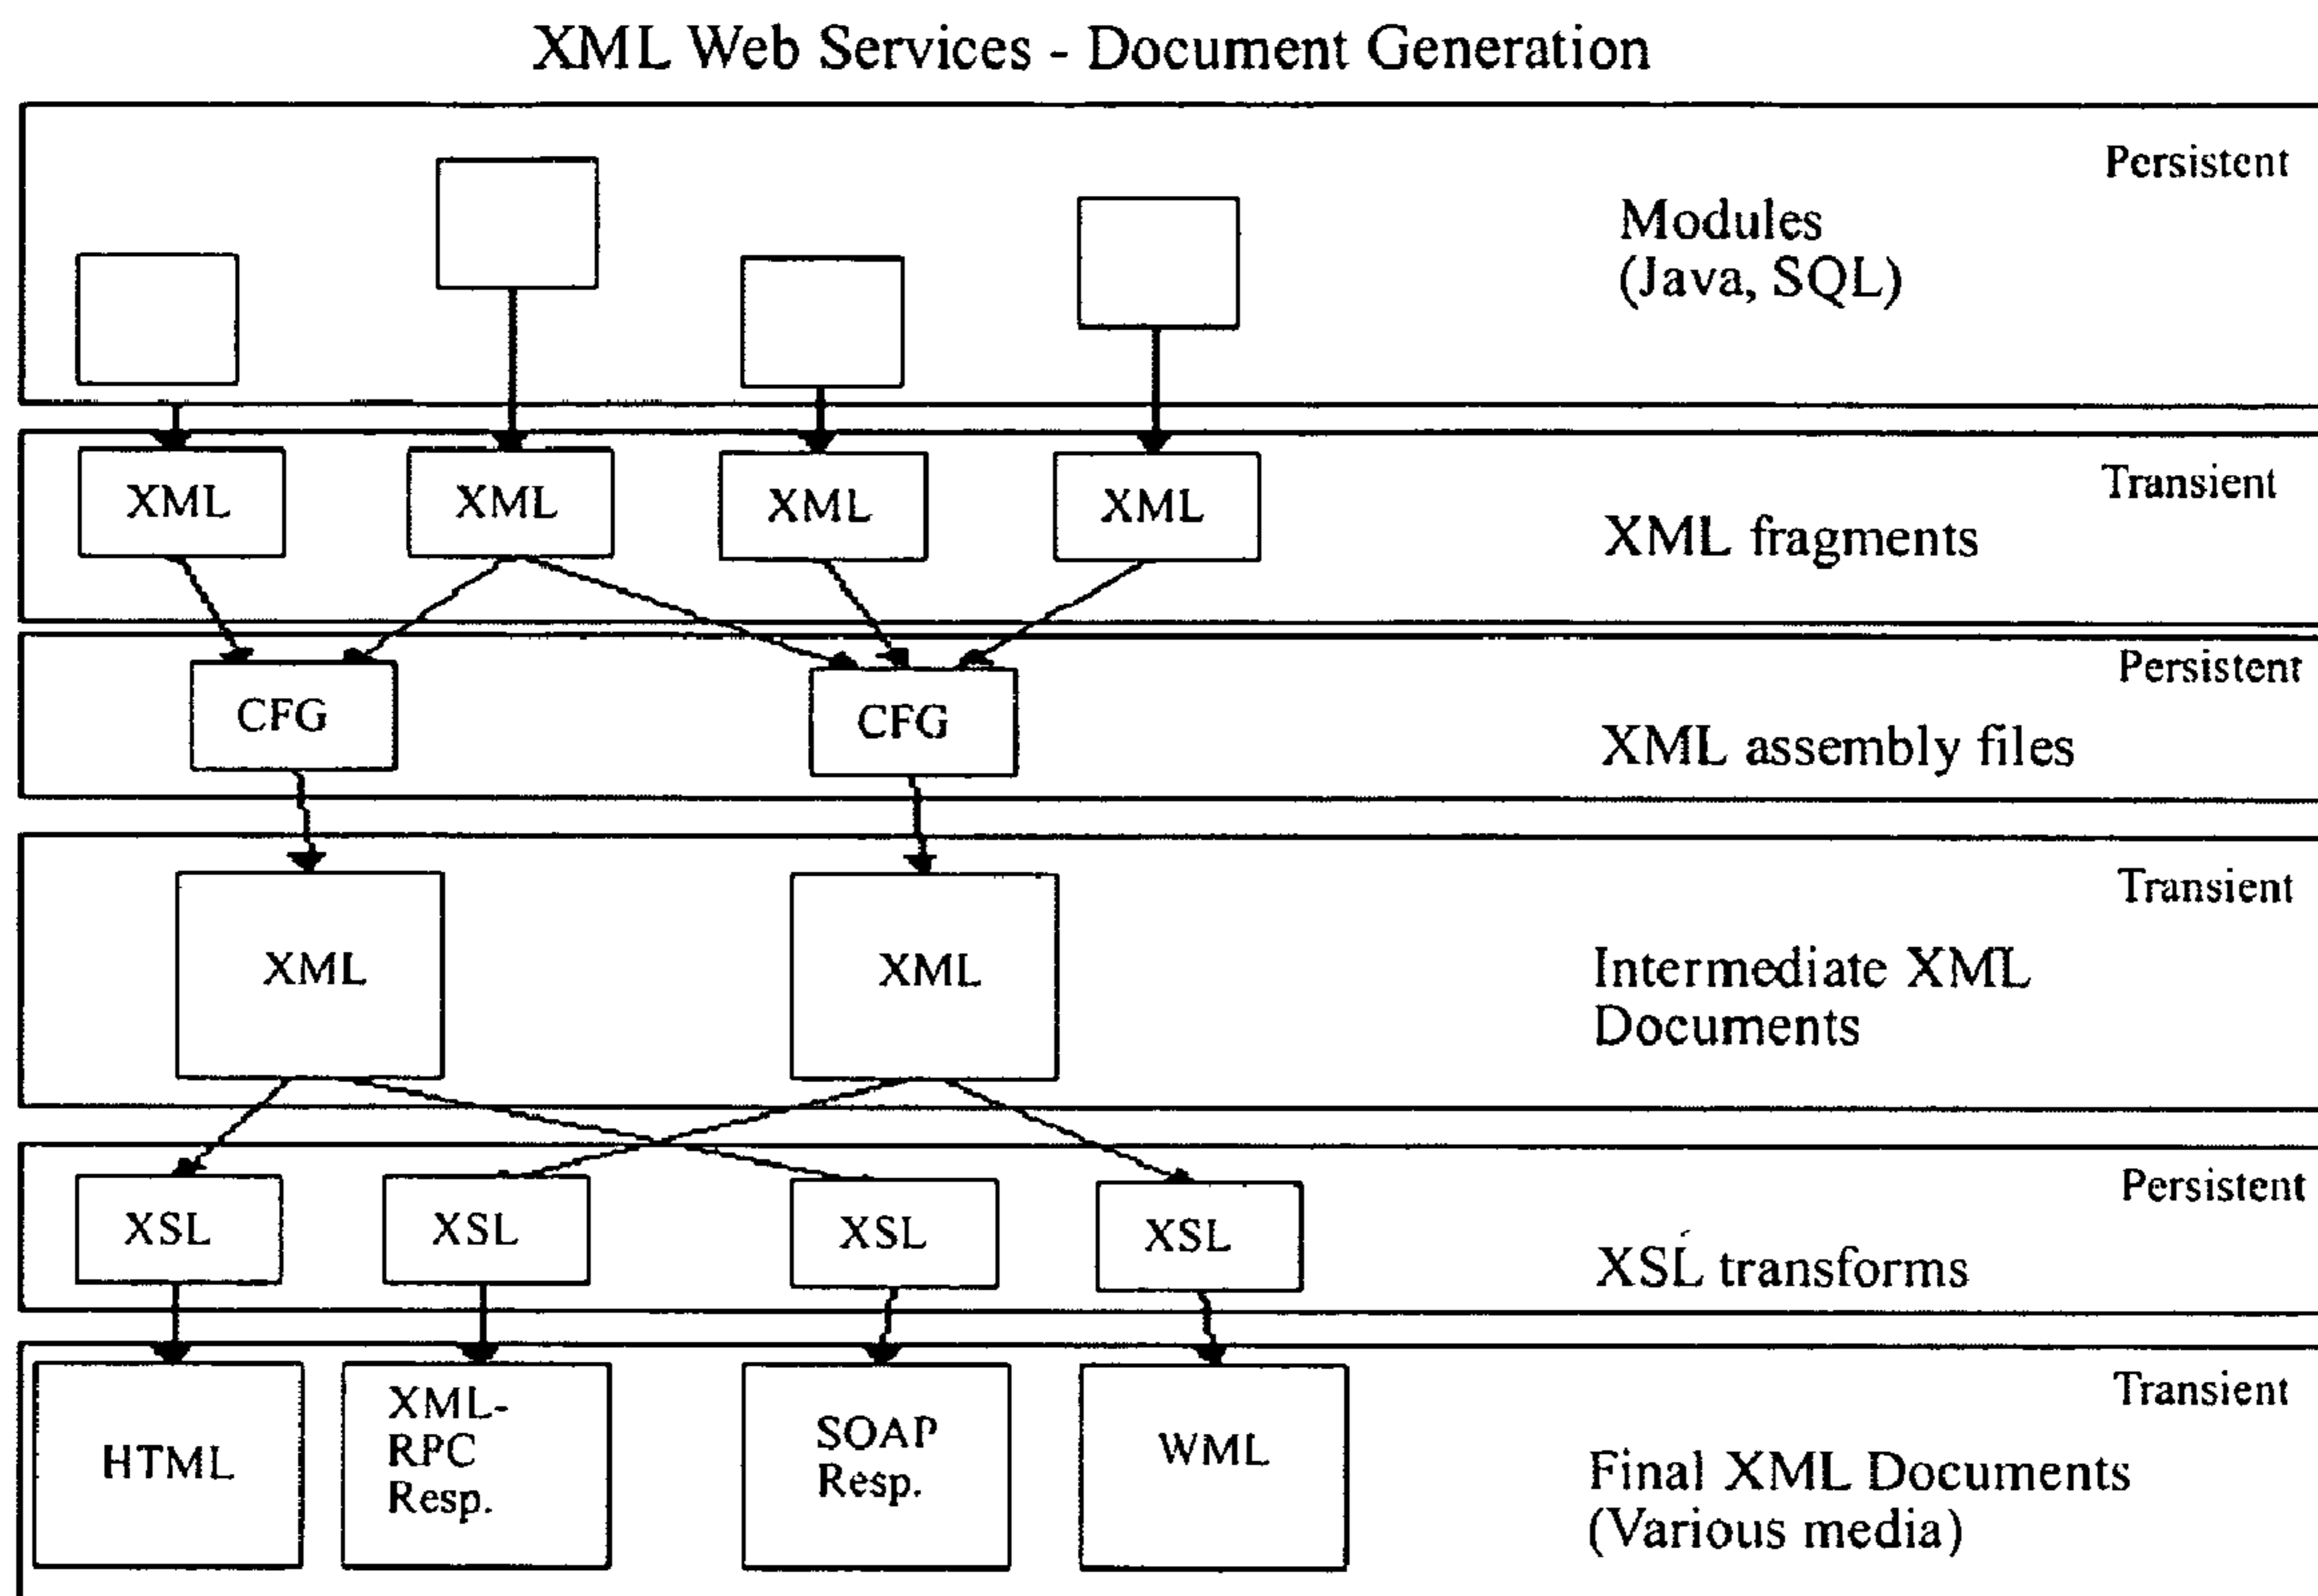 XML Web Services - Document Generation
Persistent
Modules
(Java, SQL)
XML XML XML XML
Transient
XML fragments
CFG CFG
Persistent
XML assembly files
XML XML
Transient
Intermediate XML
Documents
XSL XSL XSL XSL
Persistent
XSL transforms
HTML
XML-
RPC
Resp.
SOAP
Resp.
WML
Transient
Final XML Documents
(Various media)